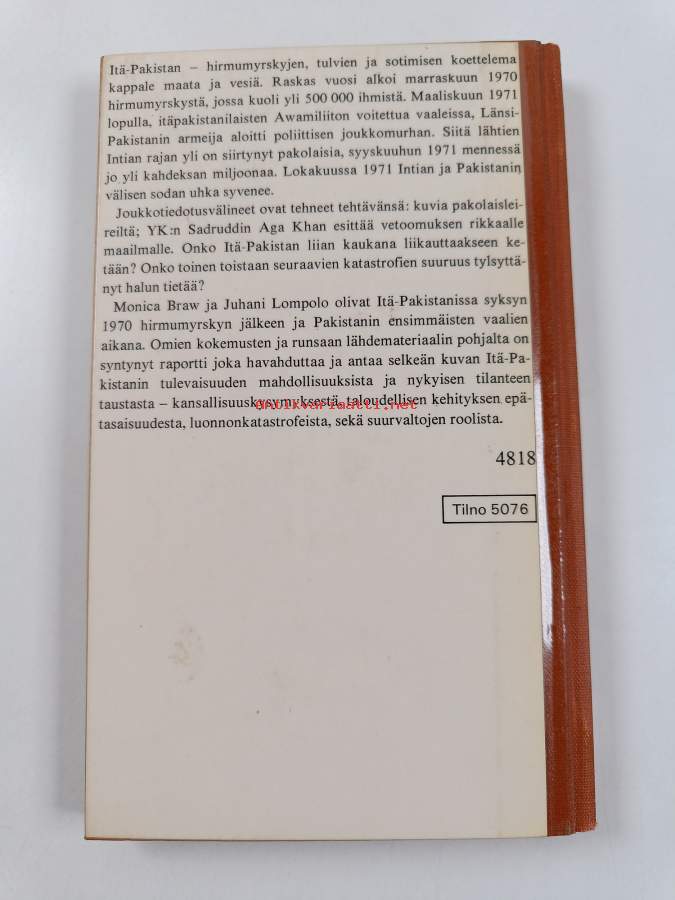 Itä-Pakistan – hirmumyrskyjen, tulvien ja sotimisen koettelema
kappale maata ja vesiä. Raskas vuosi alkoi marraskuun 1970
hirmumyrskystä, jossa kuoli yli 500 000 ihmistä. Maaliskuun 1971
lopulla, itäpakistanilaisten Awamiliiton voitettua vaaleissa, Länsi-
Pakistanin armeija aloitti poliittisen joukkomurhan. Siitä lähtien
Intian rajan yli on siirtynyt pakolaisia, syyskuuhun 1971 mennessä
jo yli kahdeksan miljoonaa. Lokakuussa 1971 Intian ja Pakistanin
välisen sodan uhka syvenee.
Joukkotiedotusvälineet ovat tehneet tehtävänsä: kuvia pakolaislei-
reiltä; YK:n Sadruddin Aga Khan esittää vetoomuksen rikkaalle
maailmalle. Onko Itä-Pakistan liian kaukana liikauttaakseen ke-
tään? Onko toinen toistaan seuraavien katastrofien suuruus tylsyttä-
nyt halun tietää?
Monica Braw ja Juhani Lompolo olivat Itä-Pakistanissa syksyn
1970 hirmumyrskyn jälkeen ja Pakistanin ensimmäisten vaalien
aikana. Omien kokemusten ja runsaan lähdemateriaalin pohjalta on
syntynyt raportti joka havahduttaa ja antaa selkeän kuvan Itä-Pa-
kistanin tulevaisuuden mahdollisuuksista ja nykyisen tilanteen
taustasta – kansallisuuskysymyksestä, taloudellisen kehityksen epä-
tasaisuudesta, luonnonkatastrofeista, sekä suurvaltojen roolista.
antikvariaatti.net
4818
Tilno 5076